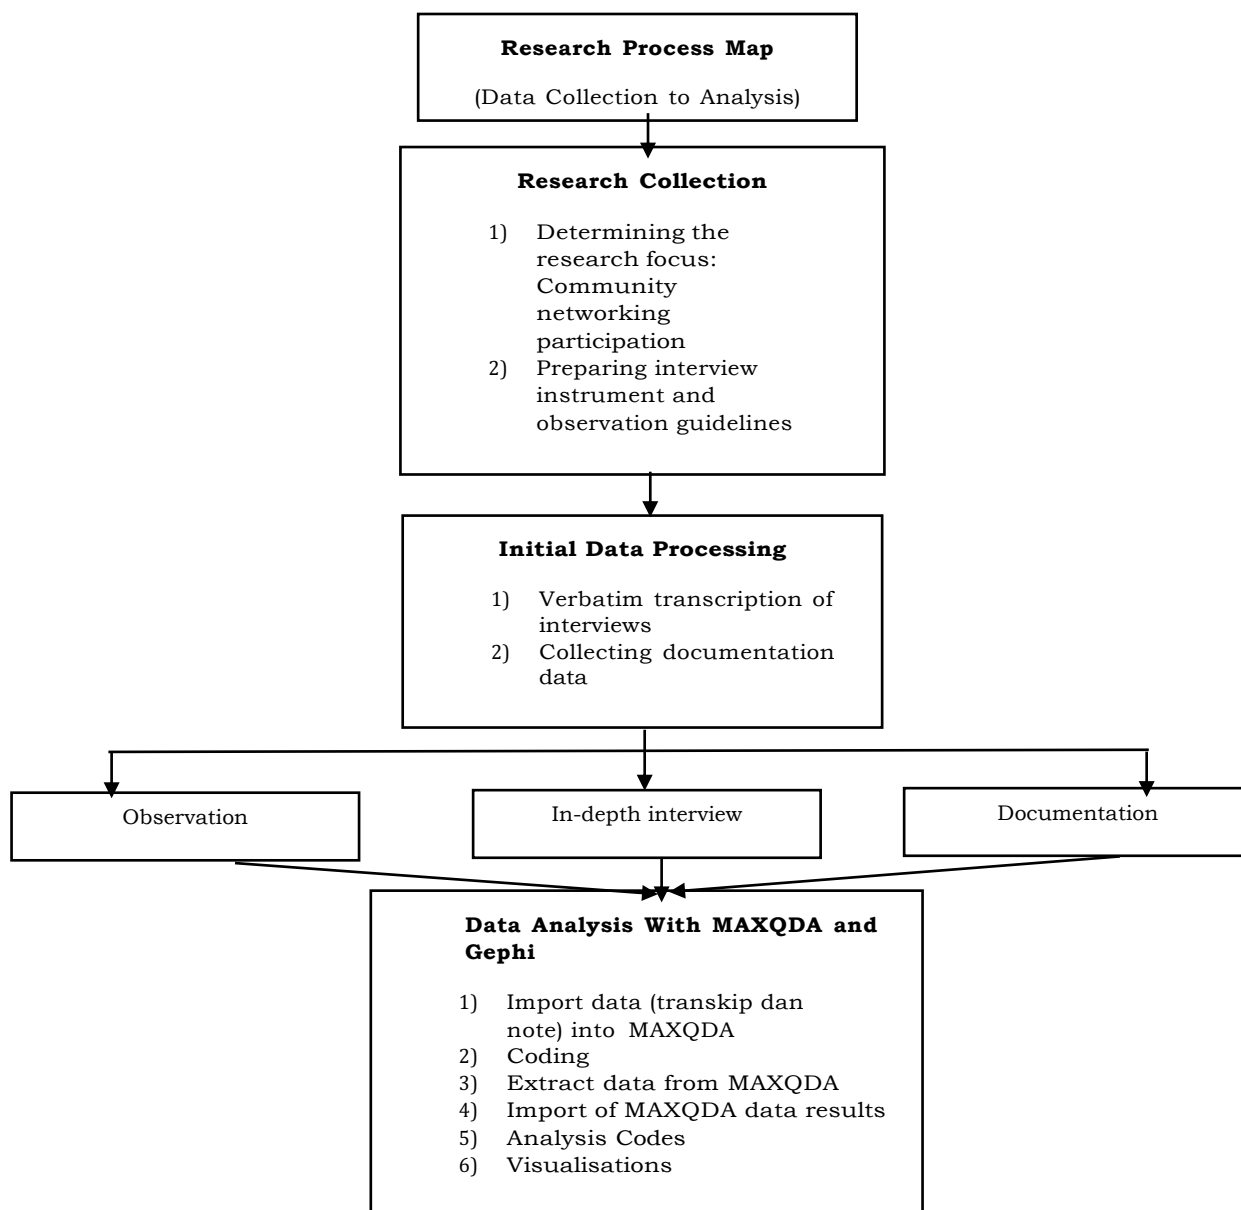 Research Process Map
(Data Collection to Analysis)
Research Collection
1) Determining the
research focus:
Community
networking
participation
2) Preparing interview
instrument and
observation guidelines
Initial Data Processing
1) Verbatim transcription of
interviews
2) Collecting documentation
data
Observation
In-depth interview
Documentation
Data Analysis With MAXQDA and
Gephi
1) Import data (transkip dan
note) into MAXQDA
2) Coding
3) Extract data from MAXQDA
4) Import of MAXQDA data results
5) Analysis Codes
6) Visualisations